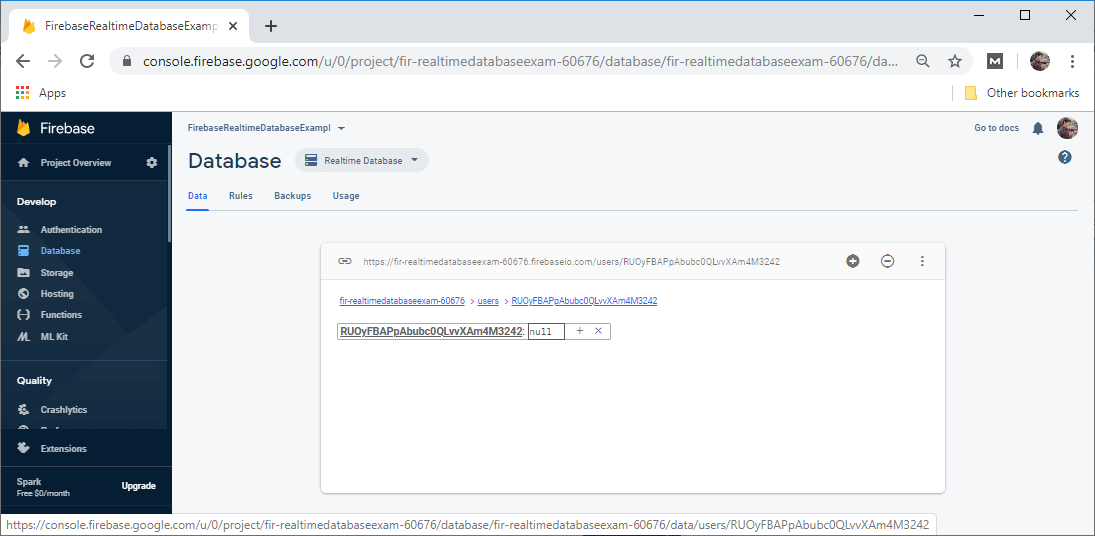 FirebaseRealtimeDatabaseExamp
console.firebase.google.com/u/0/project/fir-realtimedatabaseexam-60676/database/fir-realtimedatabaseexam-60676/da...
Apps
Other bookmarks
Firebase
FirebaseRealtimeDatabaseExampl
Go to docs
Project Overview
Database
Realtime Database
Data Rules Backups Usage
Develop
Authentication
Database
Storage
Hosting
Functions
ML Kit
Quality
Crashlytics
Extensions
Spark
Free $0/month
Upgrade
https://fir-realtimedatabaseexam-60676.firebaseio.com/users/RUOyFBAPpAbubc0QLvvXAm4M3242
fir-realtimedatabaseexam-60676 > users > RUOyFBAPpAbubc0QLvvXAm4M3242
RUOyFBAPpAbubc0QLvvXAm4M3242: null + ×
https://console.firebase.google.com/u/0/project/fir-realtimedatabaseexam-60676/database/fir-realtimedatabaseexam-60676/data/users/RUOyFBAPpAbubc0QLvvXAm4M3242